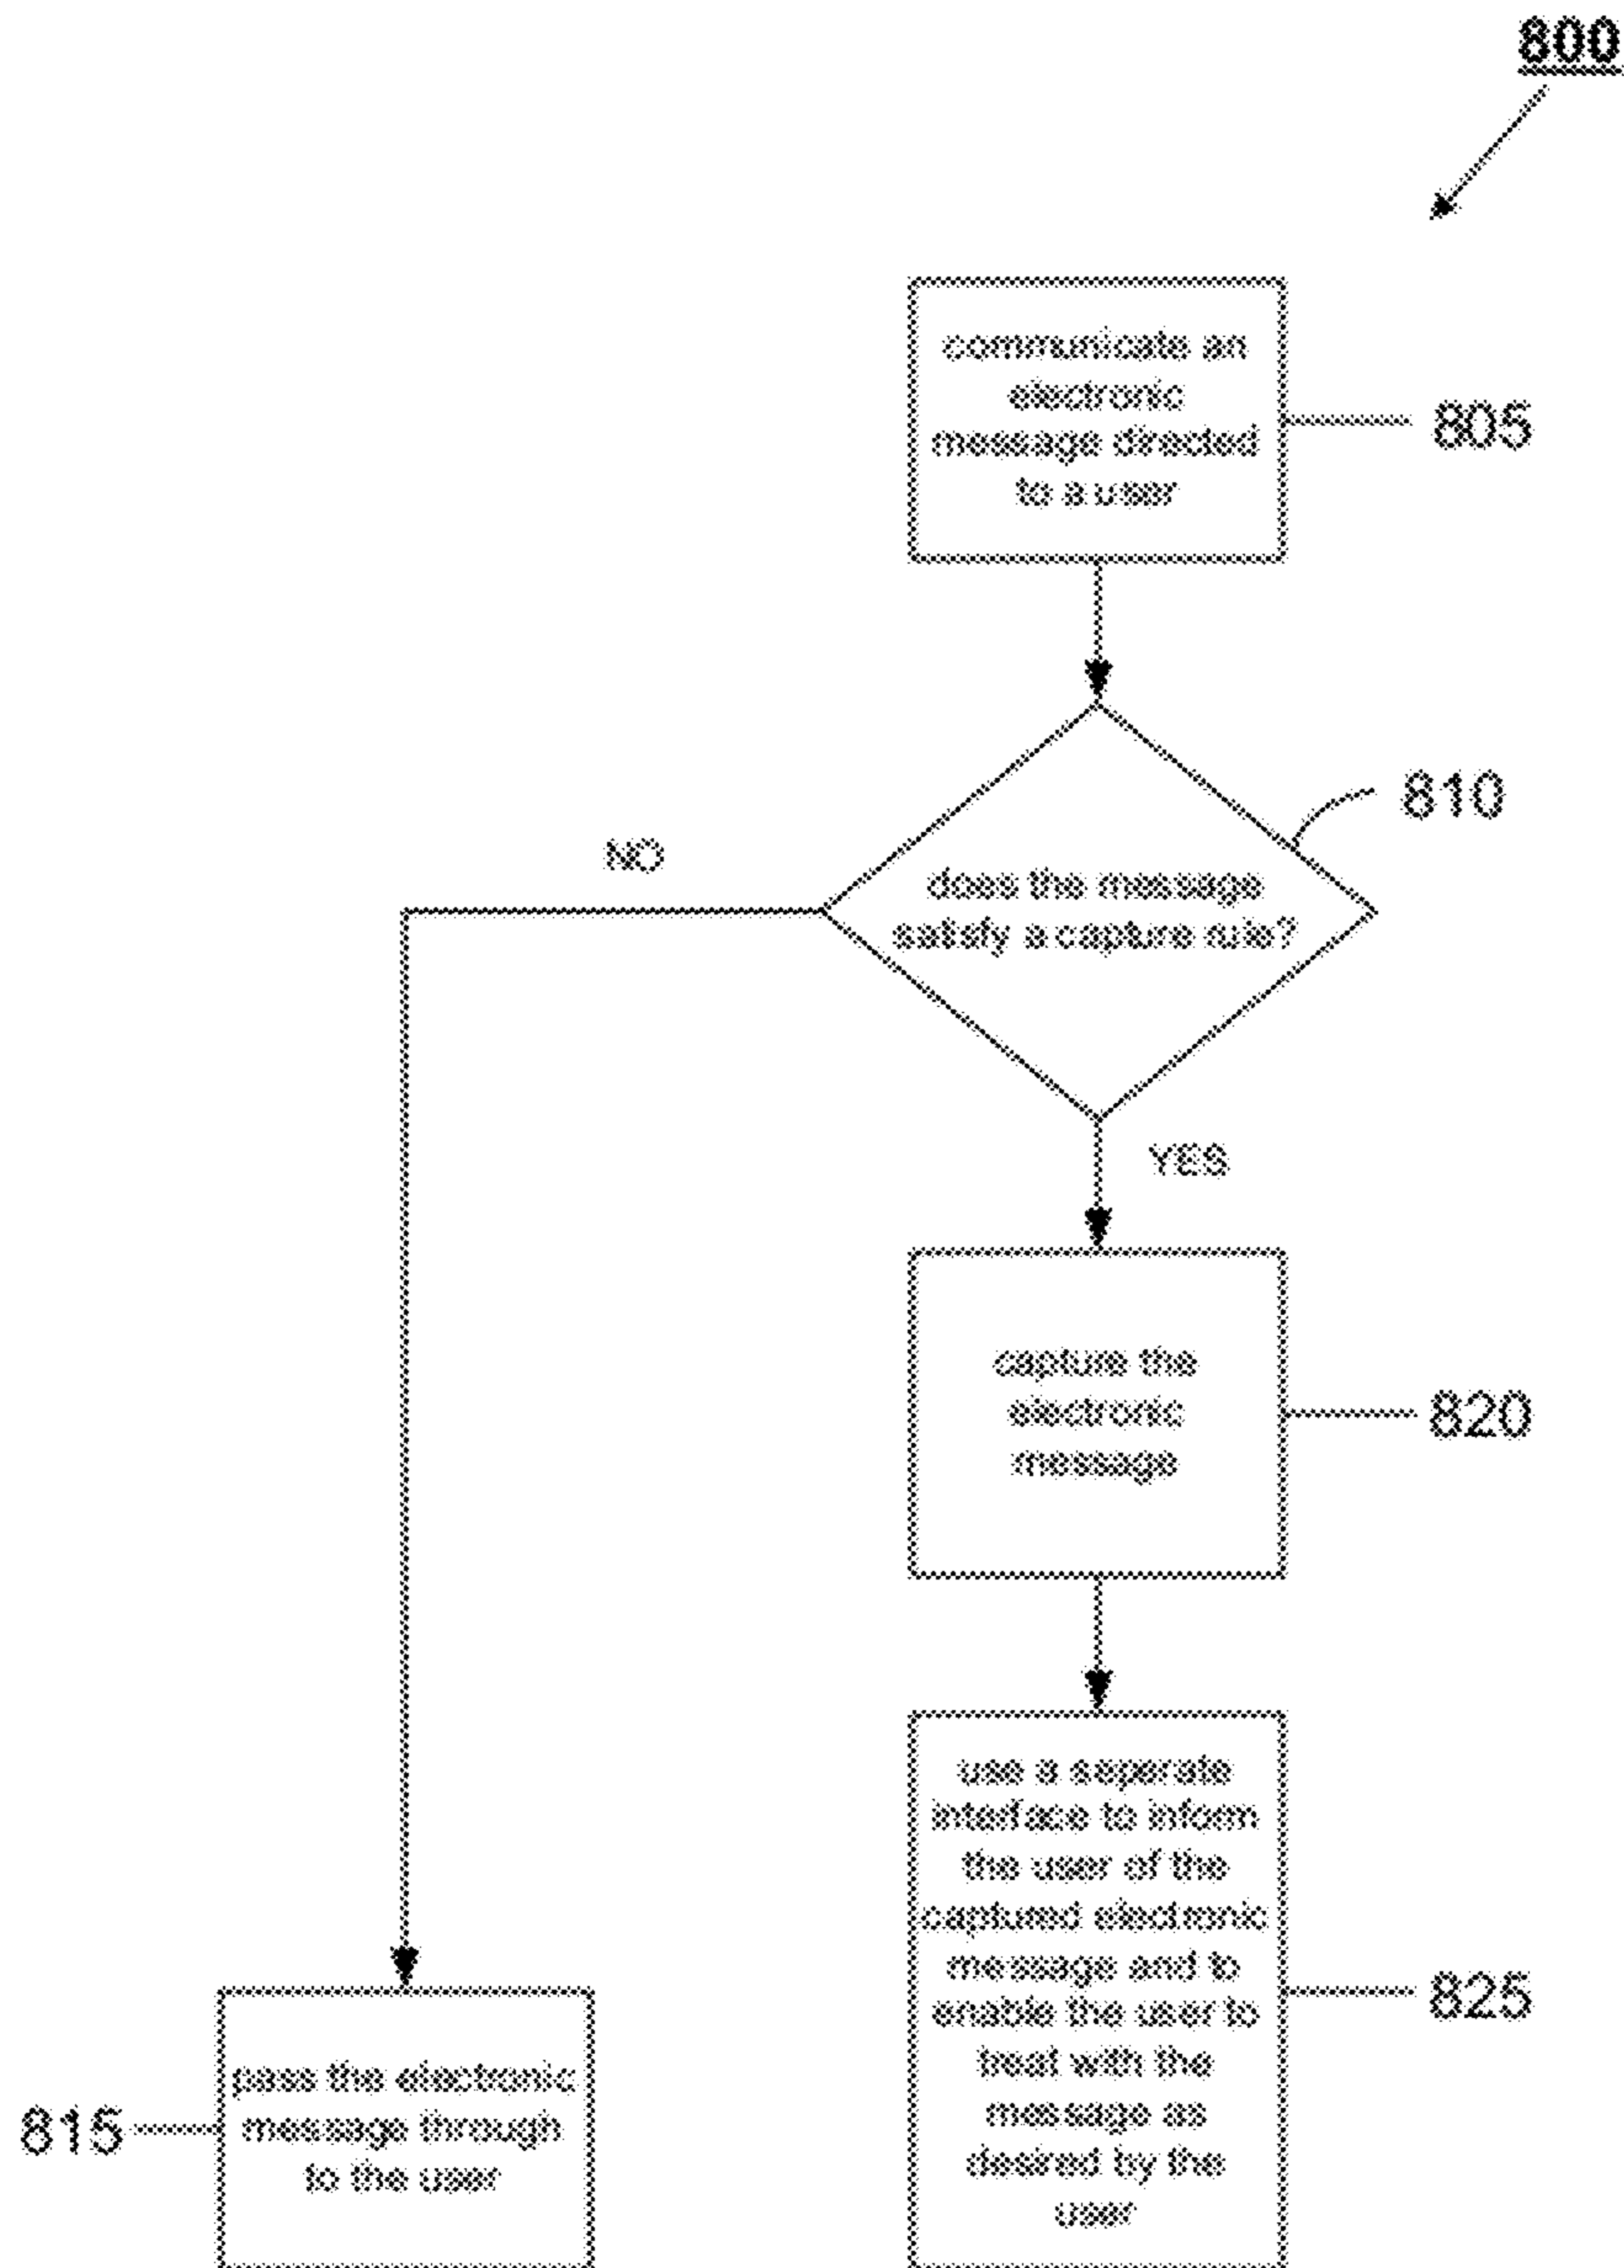 800
communicate an
electronic
message directed
to a user
805
810
does the message
satisfy a capture rule?
NO
YES
capture the
electronic
message
820
use a separate
interface to inform
the user of the
captured electronic
message and to
enable the user to
treat with the
message as
desired by the
user
825
pass the electronic
message through
to the user
815